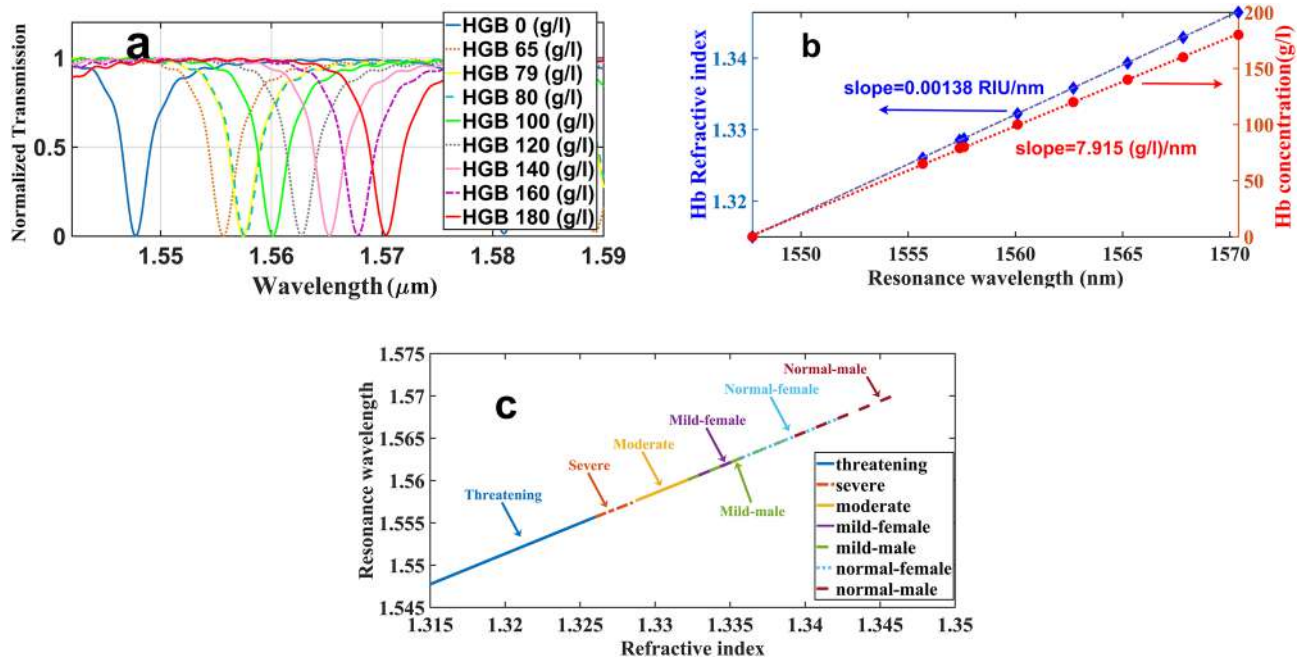 a
Normalized Transmission
1
0.5
0
1.55
1.56
1.57
1.58
1.59
Wavelength (μm)
HGB 0 (g/l)
HGB 65 (g/l)
HGB 79 (g/l)
HGB 80 (g/l)
HGB 100 (g/l)
HGB 120 (g/l)
HGB 140 (g/l)
HGB 160 (g/l)
HGB 180 (g/l)
b
Hb Refractive index
1.34
1.33
1.32
slope=0.00138 RIU/nm
slope=7.915 (g/l)/nm
200
150
100
50
0
Hb concentration(g/l)
1550
1555
1560
1565
1570
Resonance wavelength (nm)
c
Resonance wavelength
1.575
1.57
1.565
1.56
1.555
1.55
1.545
Normal-male
Normal-female
Mild-female
Moderate
Severe
Threatening
Mild-male
threatening
severe
moderate
mild-female
mild-male
normal-female
normal-male
1.315
1.32
1.325
1.33
1.335
1.34
1.345
1.35
Refractive index